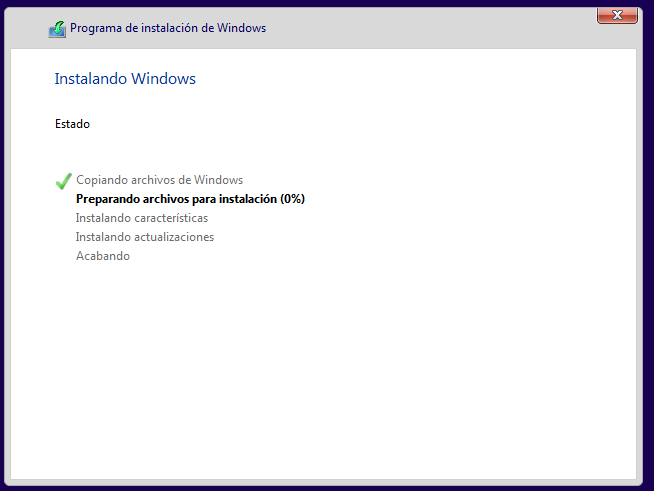 Programa de instalación de Windows
Instalando Windows
Estado
Copiando archivos de Windows
Preparando archivos para instalación (0%)
Instalando características
Instalando actualizaciones
Acabando